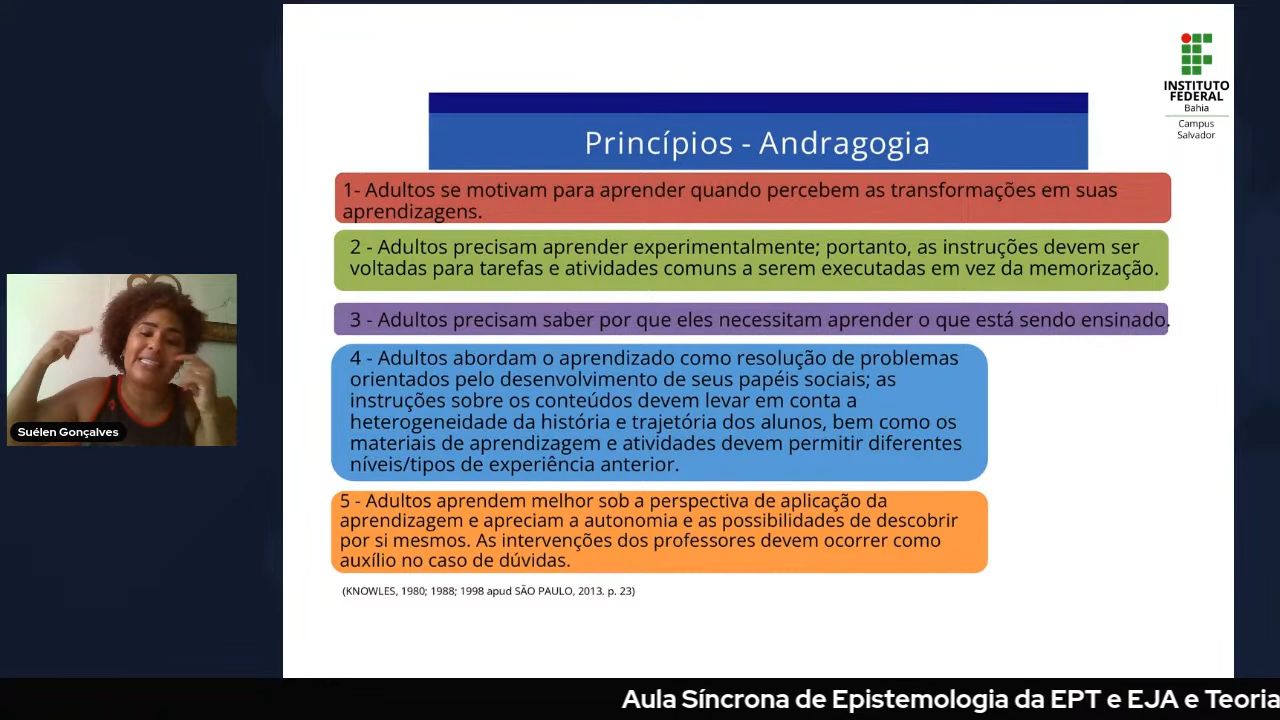 INSTITUTO
FEDERAL
Bahia
Campus
Salvador
Princípios - Andragogia
1- Adultos se motivam para aprender quando percebem as transformações em suas
aprendizagens.
2 - Adultos precisam aprender experimentalmente; portanto, as instruções devem ser
voltadas para tarefas e atividades comuns a serem executadas em vez da memorização.
3 - Adultos precisam saber por que eles necessitam aprender o que está sendo ensinado.
4 - Adultos abordam o aprendizado como resolução de problemas
orientados pelo desenvolvimento de seus papéis sociais; as
instruções sobre os conteúdos devem levar em conta a
heterogeneidade da história e trajetória dos alunos, bem como os
materiais de aprendizagem e atividades devem permitir diferentes
níveis/tipos de experiência anterior.
5 - Adultos aprendem melhor sob a perspectiva de aplicação da
aprendizagem e apreciam a autonomia e as possibilidades de descobrir
por si mesmos. As intervenções dos professores devem ocorrer como
auxílio no caso de dúvidas.
(KNOWLES, 1980; 1988; 1998 apud SÃO PAULO, 2013. p. 23)
Suélen Gonçalves
Aula Síncrona de Epistemologia da EPT e EJA e Teoria